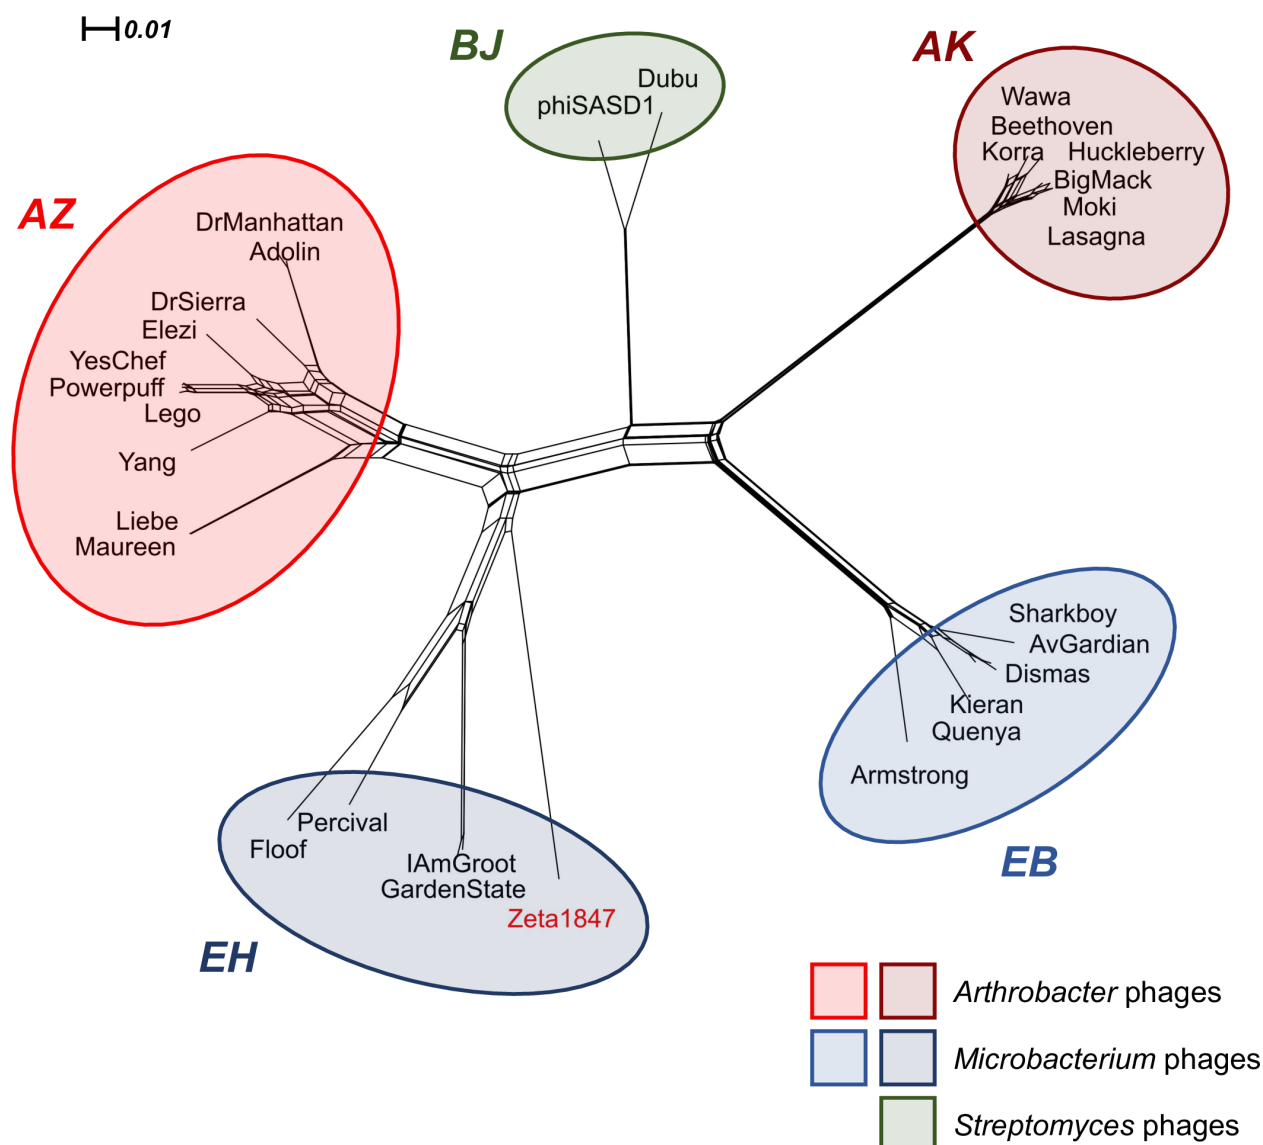 0.01
BJ
AK
Dubu
phiSASD1
Wawa
Beethoven
Korra Huckleberry
BigMack
Moki
Lasagna
AZ
DrManhattan
Adolin
DrSierra
Elezi
YesChef
Powerpuff
Lego
Yang
Liebe
Maureen
Sharkboy
AvGardian
Dismas
Kieran
Quenya
Armstrong
EB
Percival
Floof
IAmGroot
GardenState
Zeta1847
EH
Arthrobacter phages
Microbacterium phages
Streptomyces phages